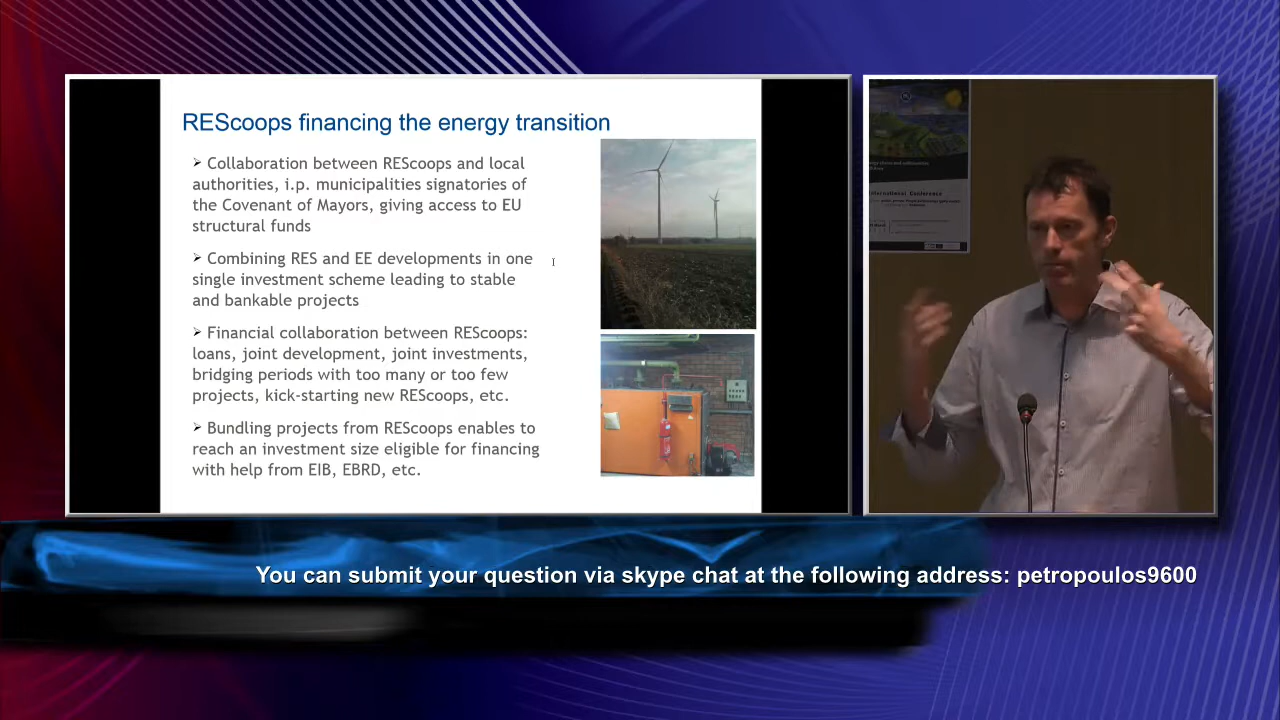 REScoops financing the energy transition
➢ Collaboration between REScoops and local
authorities, i.p. municipalities signatories of
the Covenant of Mayors, giving access to EU
structural funds
➢ Combining RES and EE developments in one
single investment scheme leading to stable
and bankable projects
➢ Financial collaboration between REScoops:
loans, joint development, joint investments,
bridging periods with too many or too few
projects, kick-starting new REScoops, etc.
➢ Bundling projects from REScoops enables to
reach an investment size eligible for financing
with help from EIB, EBRD, etc.
International Conference
You can submit your question via skype chat at the following address: petropoulos9600